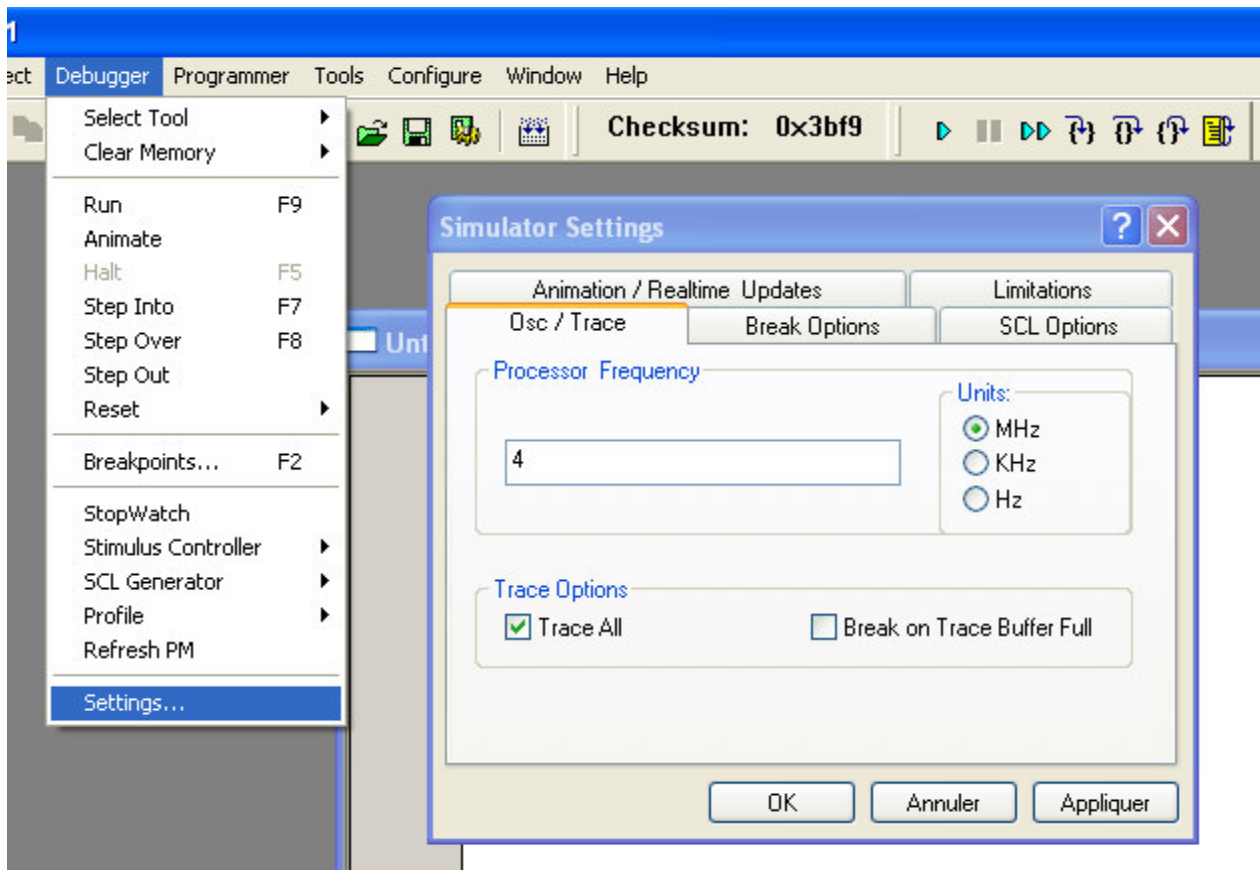 1
ect Debugger Programmer Tools Configure Window Help
Checksum: 0x3bf9
Select Tool
Clear Memory
Run F9
Animate
Halt F5
Step Into F7
Step Over F8
Step Out
Reset
Breakpoints... F2
StopWatch
Stimulus Controller
SCL Generator
Profile
Refresh PM
Settings...
Unt
Simulator Settings
Animation / Realtime Updates Limitations
Osc / Trace Break Options SCL Options
Processor Frequency
4
Units:
MHz
KHz
Hz
Trace Options
Trace All Break on Trace Buffer Full
OK Annuler Appliquer